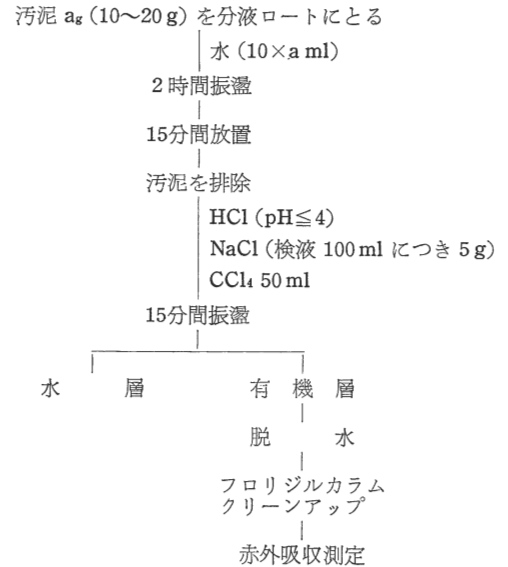 汚泥 ag (10〜20 g) を分液ロートにとる
水 (10×a ml)
2時間振盪
15分間放置
汚泥を排除
HCl (pH≦4)
NaCl (検液 100 ml につき 5 g)
CCl₄ 50 ml
15分間振盪
水 層 有 機 層
脱 水
フロリジルカラム
クリーンアップ
赤外吸収測定